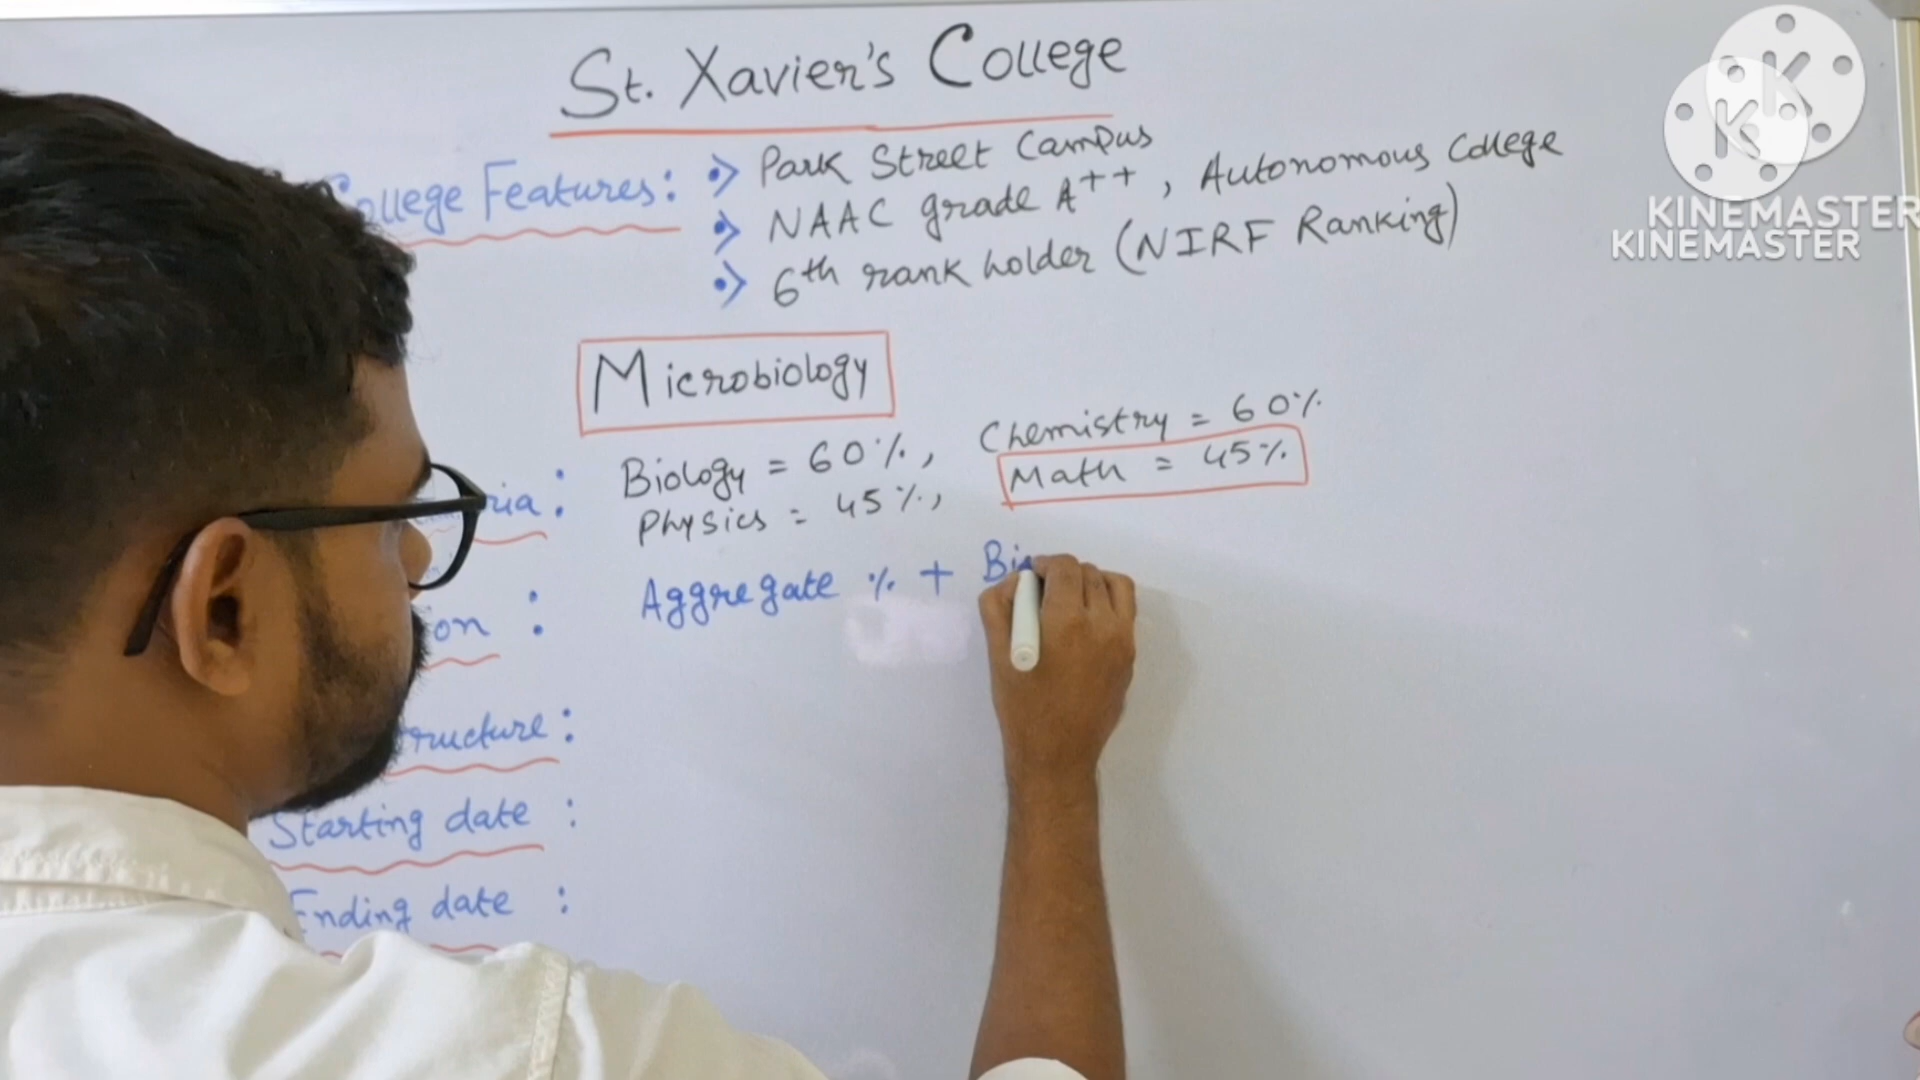 St. Xavier's College
College Features: • > Park Street Campus
• > NAAC grade A++, Autonomous College
• > 6th rank holder (NIRF Ranking)
Microbiology
ria : Biology = 60%, Chemistry = 60%
Physics = 45%, Math = 45%
on : Aggregate % + Bi
ructure :
Starting date :
Ending date :
KINEMASTER
KINEMASTER